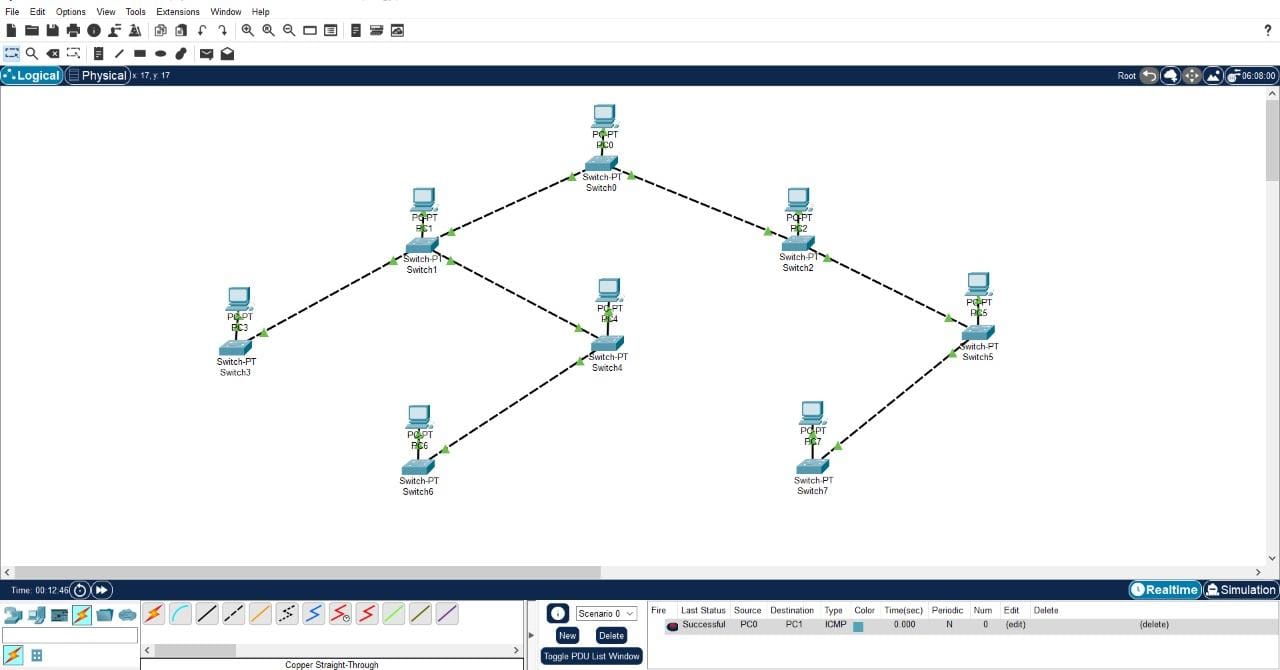 File Edit Options View Tools Extensions Window Help
?
Logical Physical x: 17, y: 17 Root 06:08:00
PC-PT
PC0
Switch-PT
Switch0
PC-PT
PC1
Switch-PT
Switch1
PC-PT
PC2
Switch-PT
Switch2
PC-PT
PC3
Switch-PT
Switch3
PC-PT
PC4
Switch-PT
Switch4
PC-PT
PC5
Switch-PT
Switch5
PC-PT
PC6
Switch-PT
Switch6
PC-PT
PC7
Switch-PT
Switch7
Time: 00:12:46 Realtime Simulation
Scenario 0
New Delete
Toggle PDU List Window
Fire Last Status Source Destination Type Color Time(sec) Periodic Num Edit Delete
Successful PC0 PC1 ICMP 0.000 N 0 (edit) (delete)
Copper Straight-Through